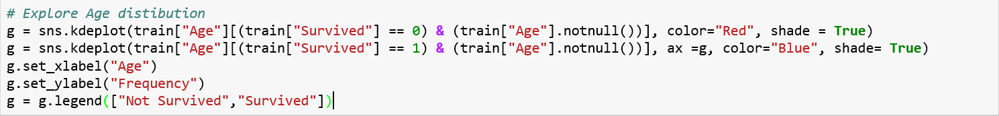 # Explore Age distibution
g = sns.kdeplot(train["Age"][(train["Survived"] == 0) & (train["Age"].notnull())], color="Red", shade = True)
g = sns.kdeplot(train["Age"][(train["Survived"] == 1) & (train["Age"].notnull())], ax =g, color="Blue", shade= True)
g.set_xlabel("Age")
g.set_ylabel("Frequency")
g = g.legend(["Not Survived","Survived"])